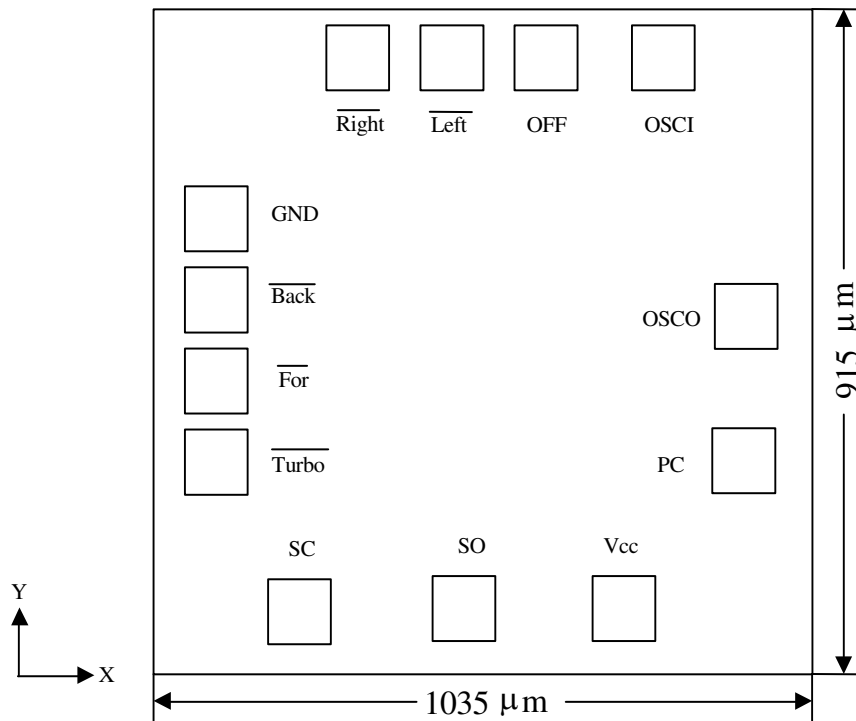 Right Left OFF OSCI
GND
Back
OSCO
For
915 μm
Turbo
PC
SC SO Vcc
Y
X
1035 μm